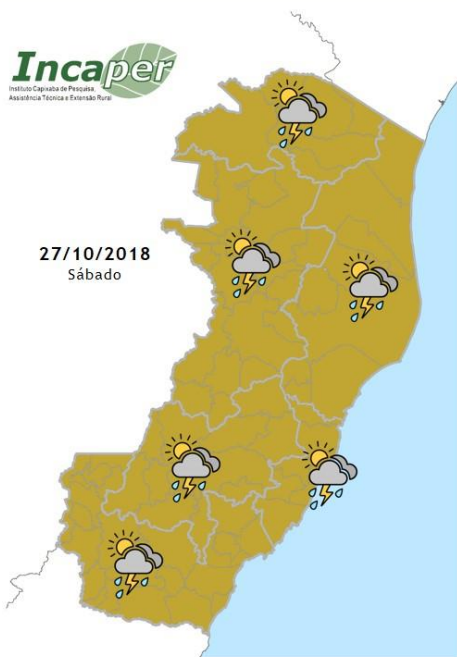 Incaper
Instituto Capixaba de Pesquisa,
Assistência Técnica e Extensão Rural
27/10/2018
Sábado